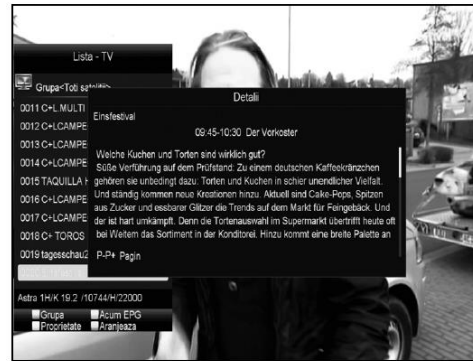 Lista - TV
Grupa<Toti sateliti>
0011 C+L.MULTI
0012 C+LCAMPE
0013 C+LCAMPE
0014 C+LCAMPE
0015 TAQUILLA
0016 C+LCAMPE
0017 C+LCAMPE
0018 C+ TOROS
0019 tagesschau2
Astra 1H/K 19.2 /10744/H/22000
Grupa
Acum EPG
Proprietate
Aranjeaza
Detalii
Einsfestival
09:45-10:30 Der Vorkoster
Welche Kuchen und Torten sind wirklich gut?
Süße Verführung auf dem Prüfstand: Zu einem deutschen Kaffeekränzchen
gehören sie unbedingt dazu: Torten und Kuchen in schier unendlicher Vielfalt.
Und ständig kommen neue Kreationen hinzu. Aktuell sind Cake-Pops, Spitzen
aus Zucker und essbarer Glitzer die Trends auf dem Markt für Feingebäck. Und
der ist hart umkämpft. Denn die Tortenauswahl im Supermarkt übertrifft heute oft
bei Weitem das Sortiment in der Konditorei. Hinzu kommt eine breite Palette an
P-P+ Pagin